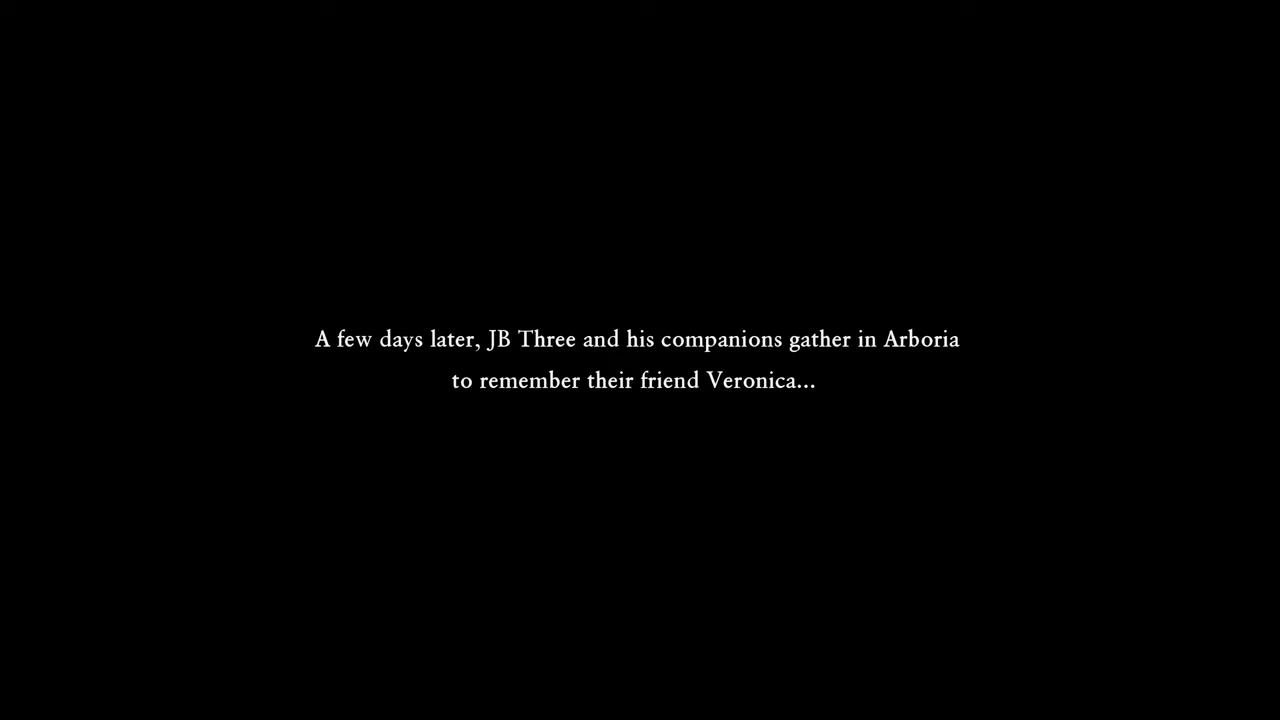 A few days later, JB Three and his companions gather in Arboria
to remember their friend Veronica...